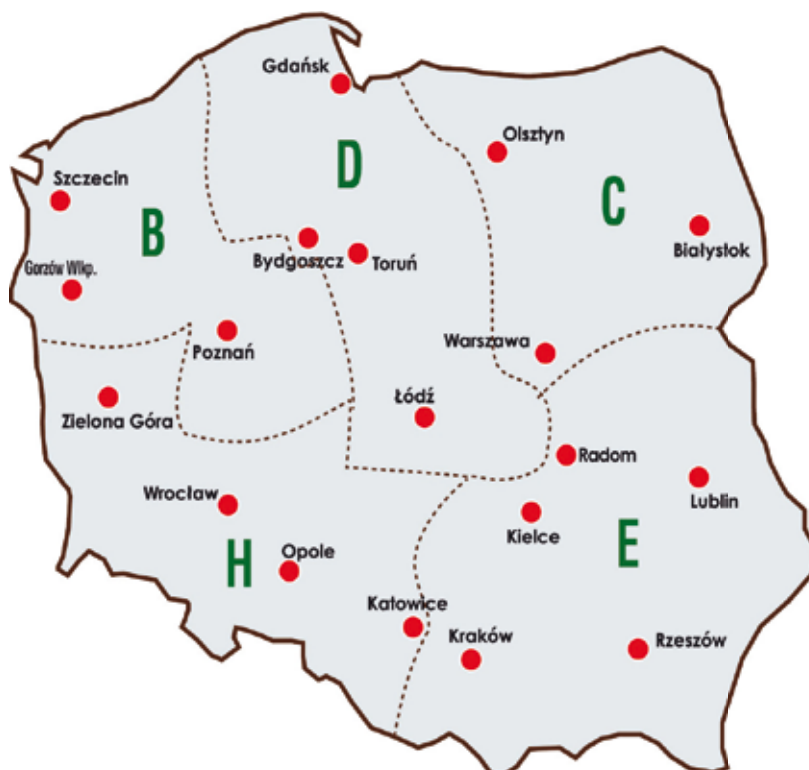 Gdańsk
Olsztyn
D
Szczecin
C
B
Białystok
Bydgoszcz
Toruń
Gorzów Wlkp.
Warszawa
Poznań
Łódź
Zielona Góra
Radom
Wrocław
Lublin
Kielce
E
Opole
H
Katowice
Kraków
Rzeszów